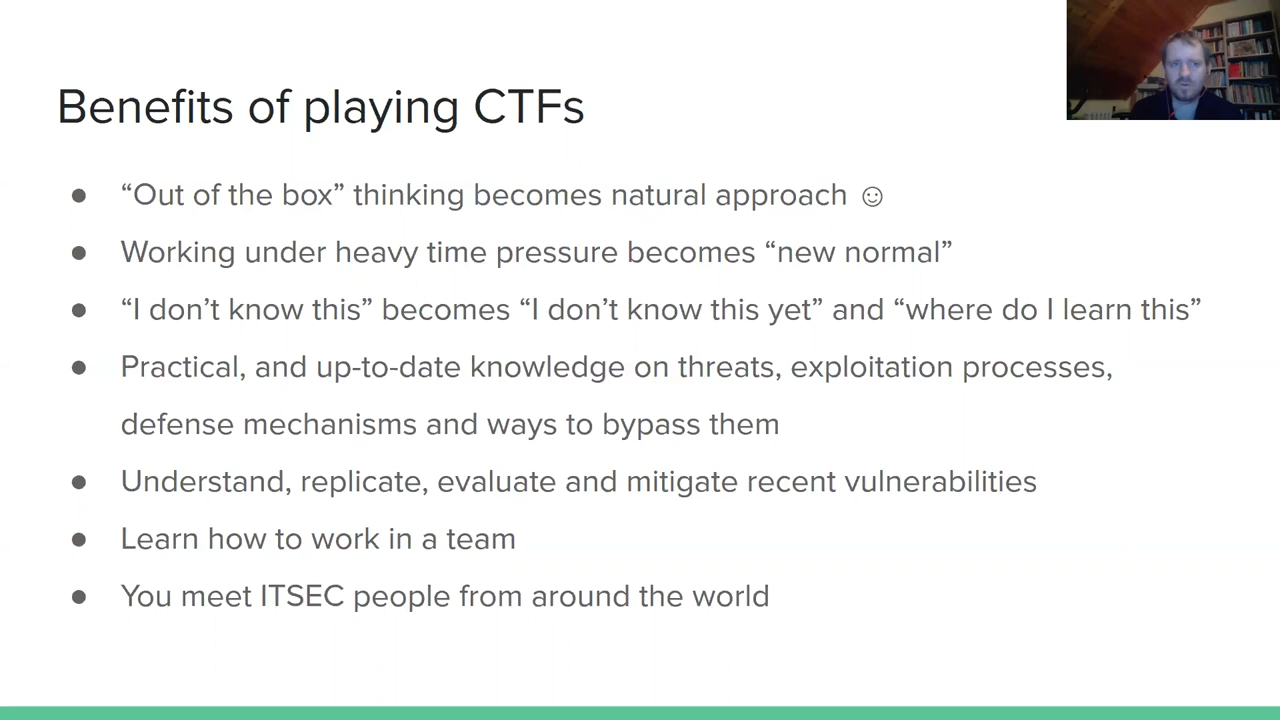 Benefits of playing CTFs
● “Out of the box” thinking becomes natural approach ☺
● Working under heavy time pressure becomes “new normal”
● “I don’t know this” becomes “I don’t know this yet” and “where do I learn this”
● Practical, and up-to-date knowledge on threats, exploitation processes,
defense mechanisms and ways to bypass them
● Understand, replicate, evaluate and mitigate recent vulnerabilities
● Learn how to work in a team
● You meet ITSEC people from around the world